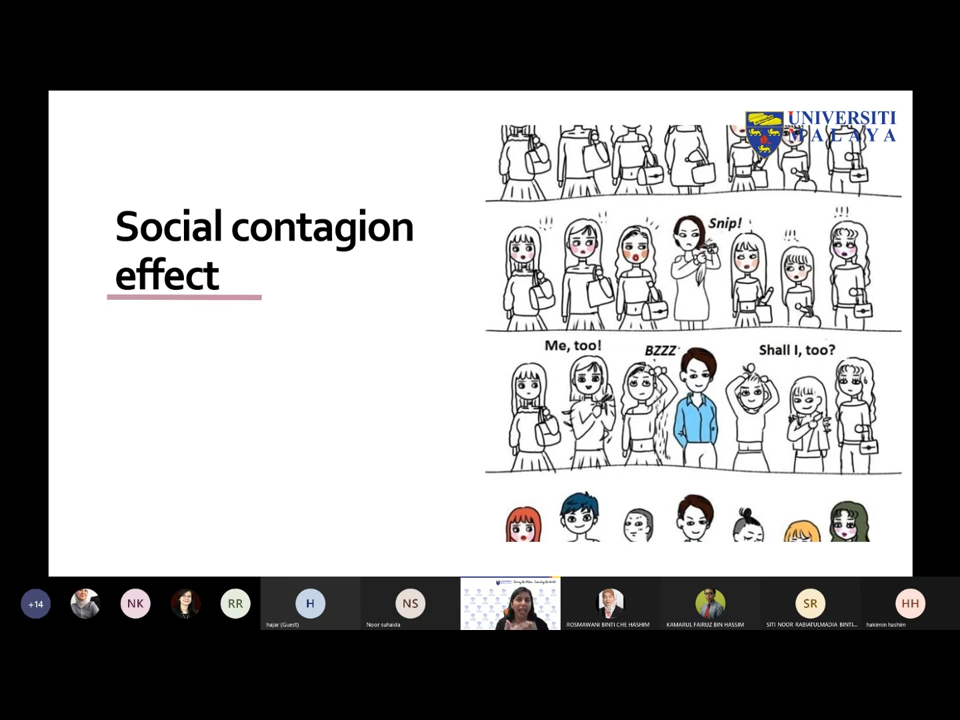 UNIVERSITI
MALAYA
Social contagion
effect
Snip!
Me, too!
BZZZ
Shall I, too?
+14
NK
RR
H
hajar (Guest)
NS
Noor suhaida
ROSMAWANI BINTI CHE HASHIM
KAMARUL FAIRUZ BIN HASSIM
SR
SITI NOOR RABIATULMADIA BINTI...
HH
hakimin hashim